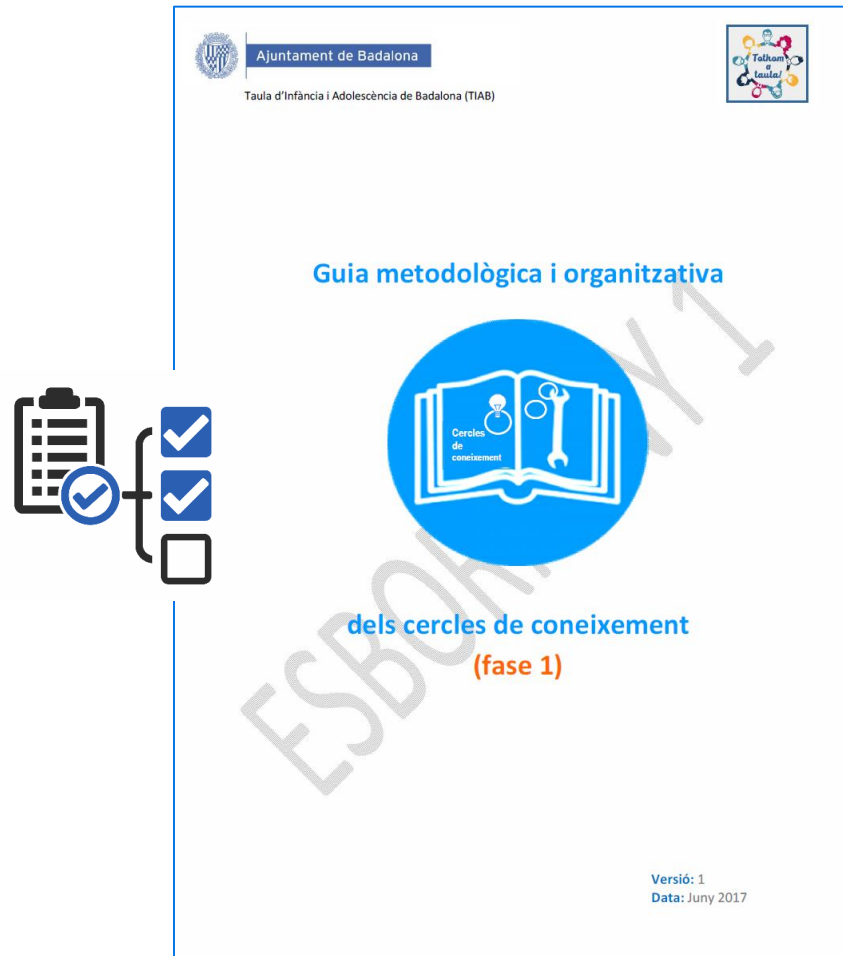 Ajuntament de Badalona
Taula d'Infància i Adolescència de Badalona (TIAB)
Tothom
a
taula!
Guia metodològica i organitzativa
Cercles
de
coneixement
dels cercles de coneixement
(fase 1)
ESBORRANY 1
Versió: 1
Data: Juny 2017